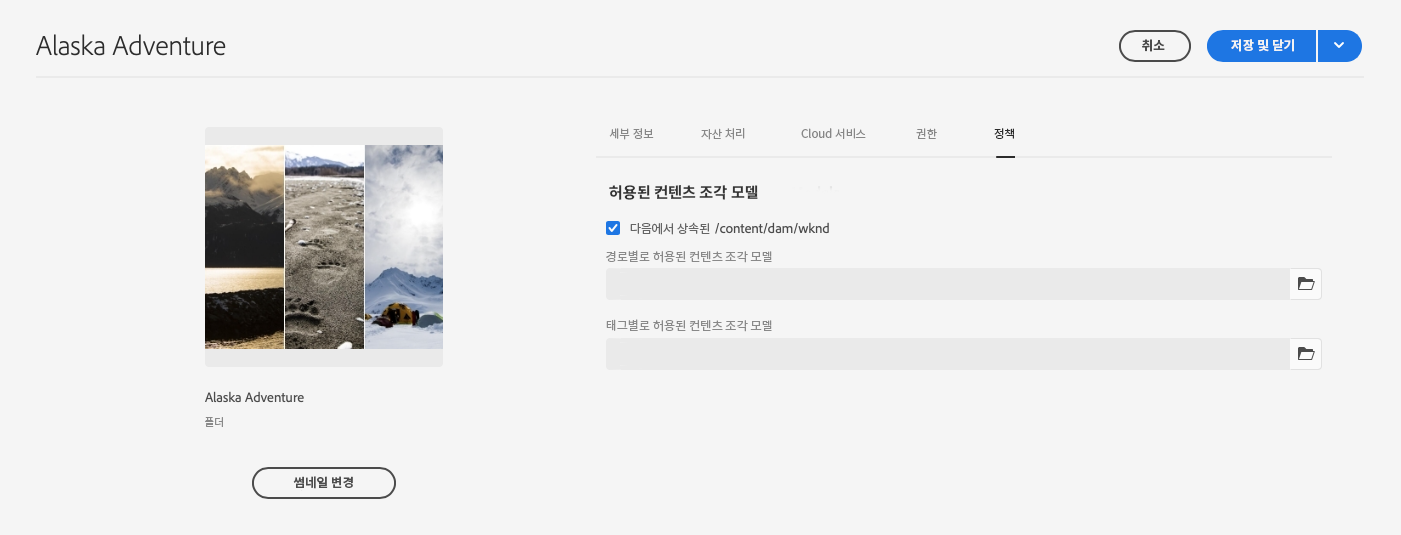 Alaska Adventure
취소
저장 및 닫기
세부 정보
자산 처리
Cloud 서비스
권한
정책
허용된 컨텐츠 조각 모델
다음에서 상속된 /content/dam/wknd
경로별로 허용된 컨텐츠 조각 모델
태그별로 허용된 컨텐츠 조각 모델
Alaska Adventure
폴더
썸네일 변경